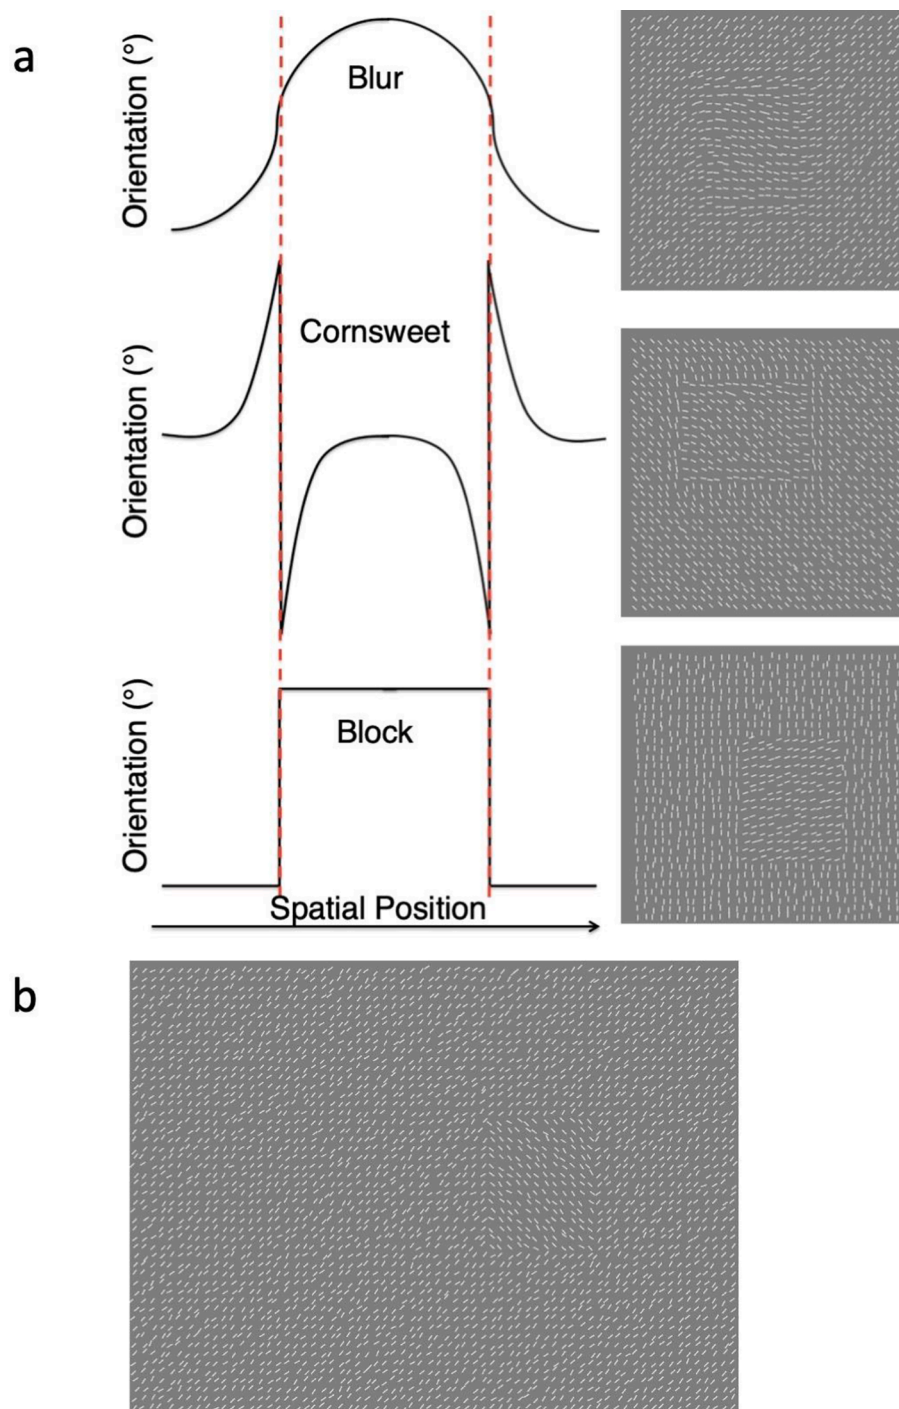 a
Orientation (°)
Blur
Orientation (°)
Cornsweet
Orientation (°)
Block
Spatial Position
b